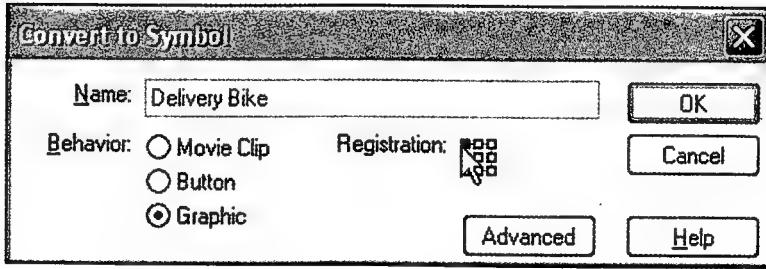 Convert to Symbol
Name: Delivery Bike
OK
Behavior: Movie Clip Registration: Cancel
Button
Graphic
Advanced Help